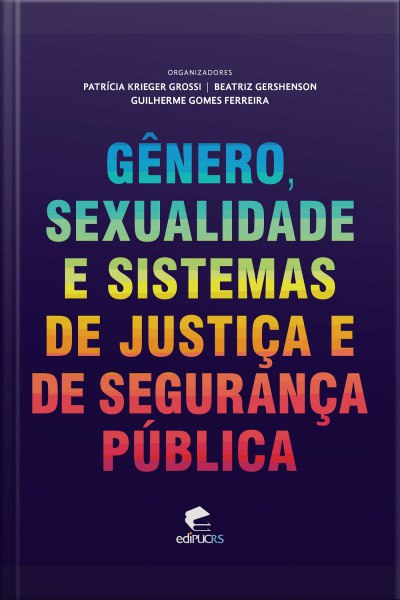 ORGANIZADORES
PATRÍCIA KRIEGER GROSSI | BEATRIZ GERSHENSON
GUILHERME GOMES FERREIRA
GÊNERO,
SEXUALIDADE
E SISTEMAS
DE JUSTIÇA E
DE SEGURANÇA
PÚBLICA
ediPUCRS